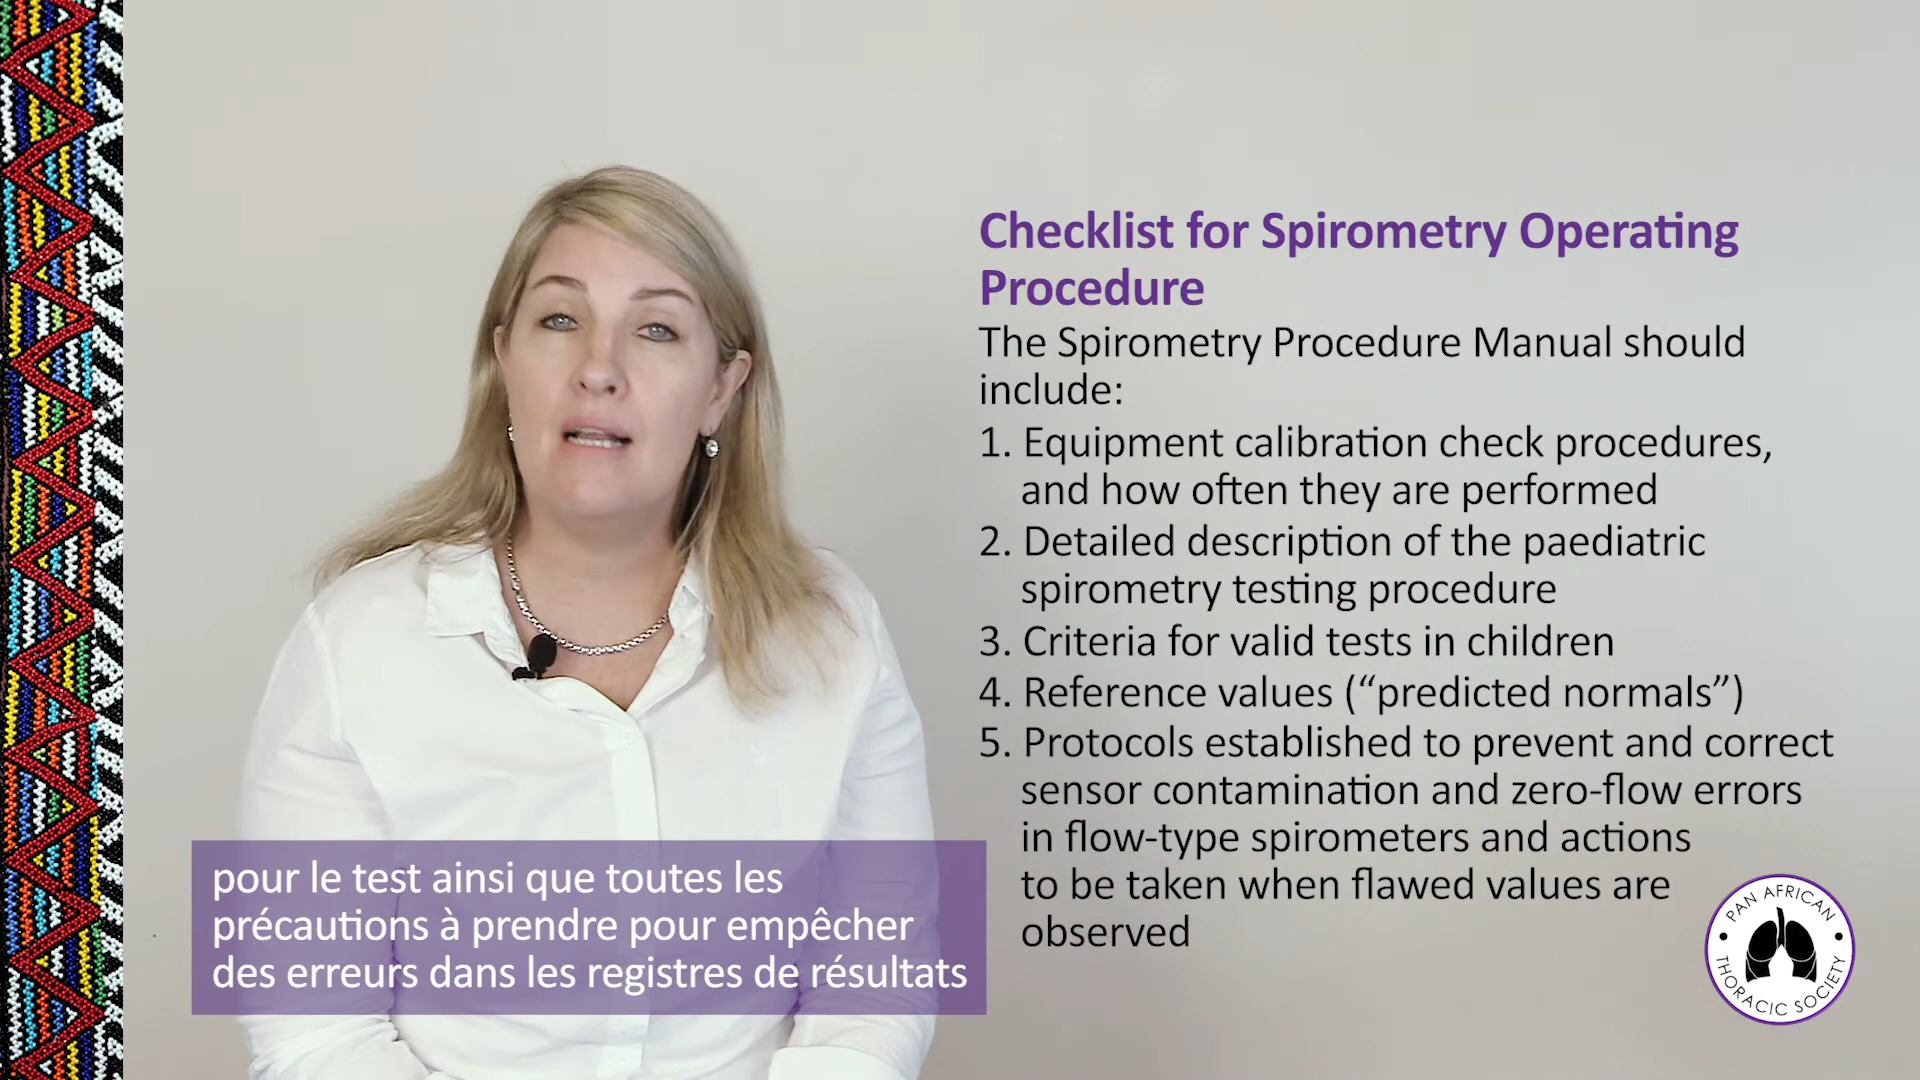 Checklist for Spirometry Operating
Procedure
The Spirometry Procedure Manual should
include:
1. Equipment calibration check procedures,
and how often they are performed
2. Detailed description of the paediatric
spirometry testing procedure
3. Criteria for valid tests in children
4. Reference values (“predicted normals”)
5. Protocols established to prevent and correct
sensor contamination and zero-flow errors
in flow-type spirometers and actions
to be taken when flawed values are
observed
pour le test ainsi que toutes les
précautions à prendre pour empêcher
des erreurs dans les registres de résultats
PAN AFRICAN
THORACIC SOCIETY